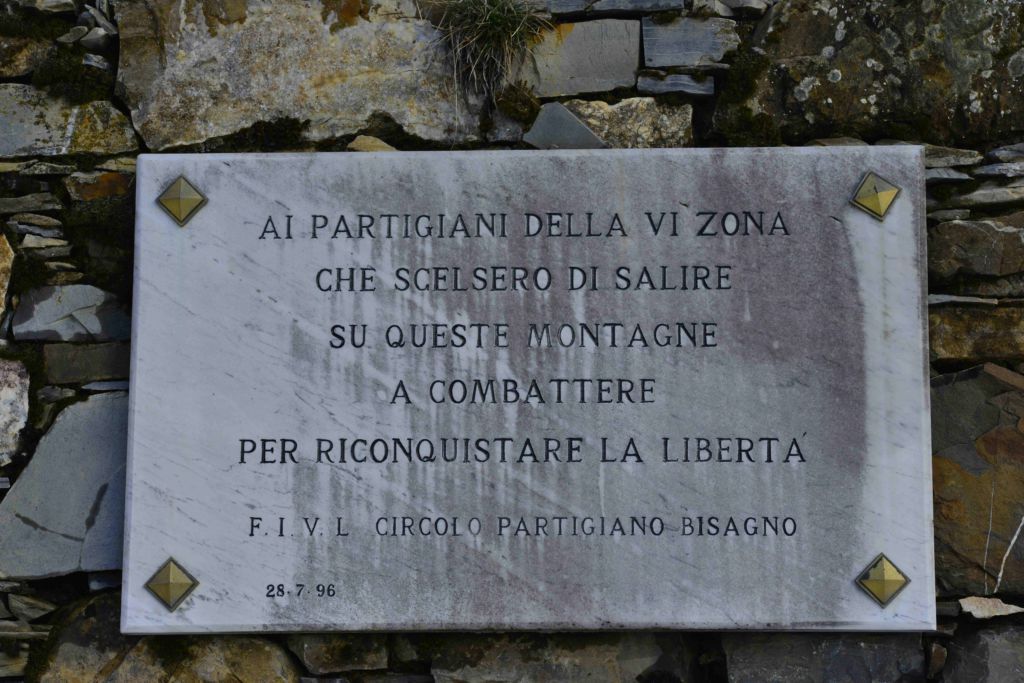 AI PARTIGIANI DELLA VI ZONA
CHE SCELSERO DI SALIRE
SU QUESTE MONTAGNE
A COMBATTERE
PER RICONQUISTARE LA LIBERTA'
F. I. V. L CIRCOLO PARTIGIANO BISAGNO
28·7·96